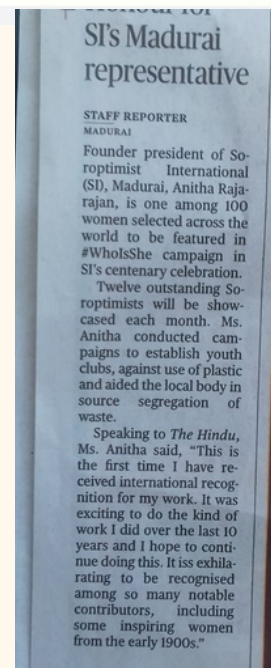 Honour for
SI's Madurai
representative
STAFF REPORTER
MADURAI
Founder president of So-
roptimist International
(SI), Madurai, Anitha Raja-
rajan, is one among 100
women selected across the
world to be featured in
#WhoIsShe campaign in
SI's centenary celebration.
Twelve outstanding So-
roptimists will be show-
cased each month. Ms.
Anitha conducted cam-
paigns to establish youth
clubs, against use of plastic
and aided the local body in
source segregation of
waste.
Speaking to The Hindu,
Ms. Anitha said, “This is
the first time I have re-
ceived international recog-
nition for my work. It was
exciting to do the kind of
work I did over the last 10
years and I hope to conti-
nue doing this. It iss exhila-
rating to be recognised
among so many notable
contributors, including
some inspiring women
from the early 1900s.”